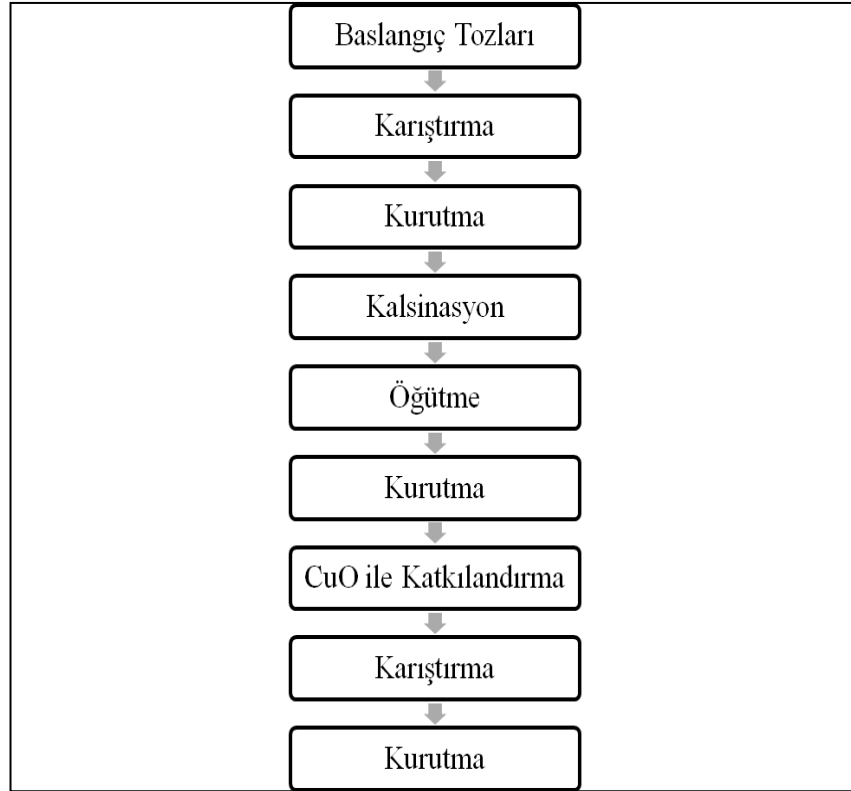 Baslangıç Tozları
Karıştırma
Kurutma
Kalsinasyon
Öğütme
Kurutma
CuO ile Katkılandırma
Karıştırma
Kurutma